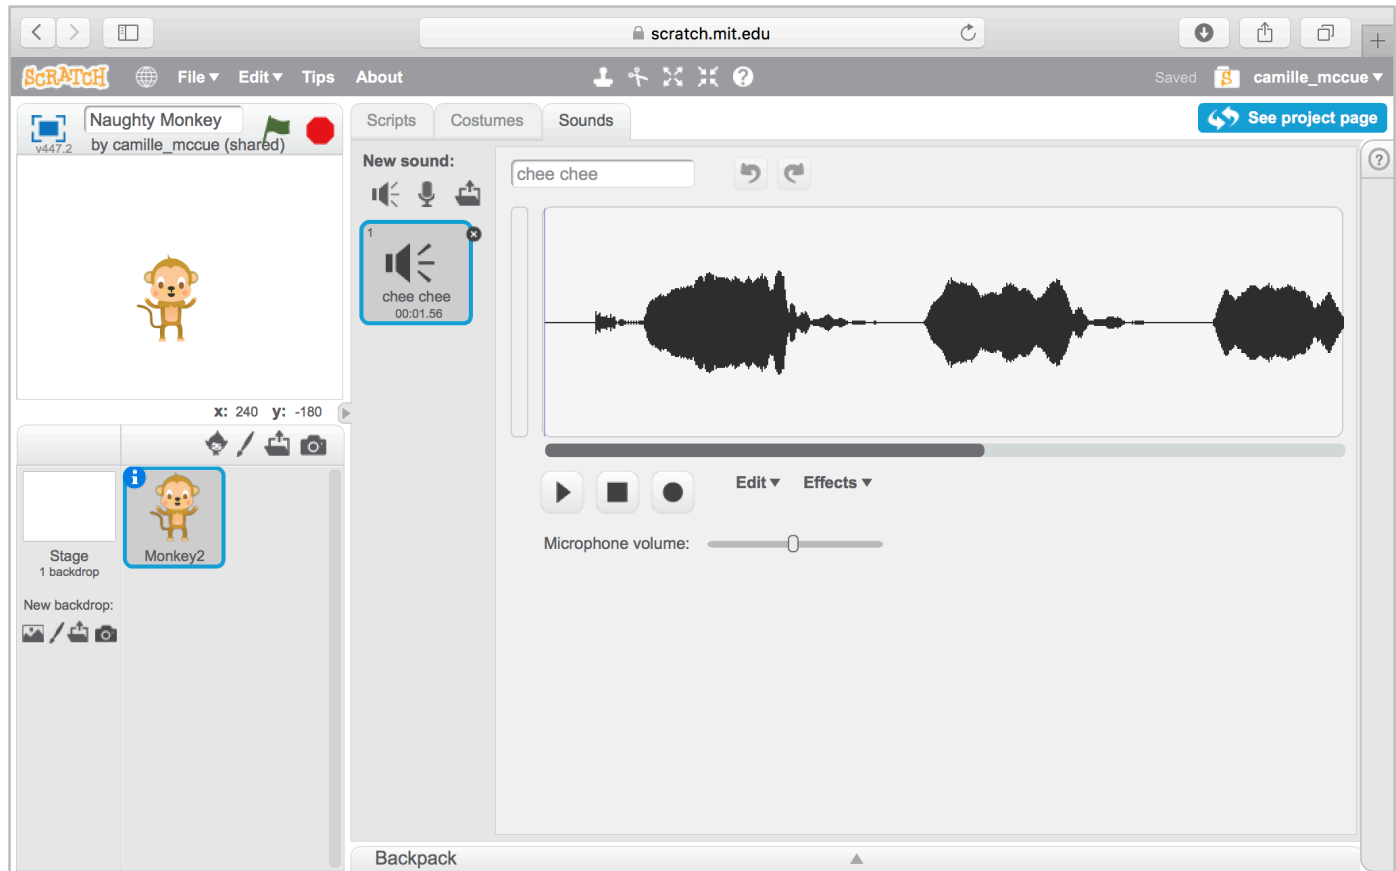 scratch.mit.edu
SCRATCH File Edit Tips About Saved camille_mccue
Naughty Monkey
by camille_mccue (shared)
v447.2
Scripts Costumes Sounds
See project page
New sound:
chee chee
1
chee chee
00:01.56
x: 240 y: -180
Edit Effects
Microphone volume:
Stage
1 backdrop
Monkey2
New backdrop:
Backpack